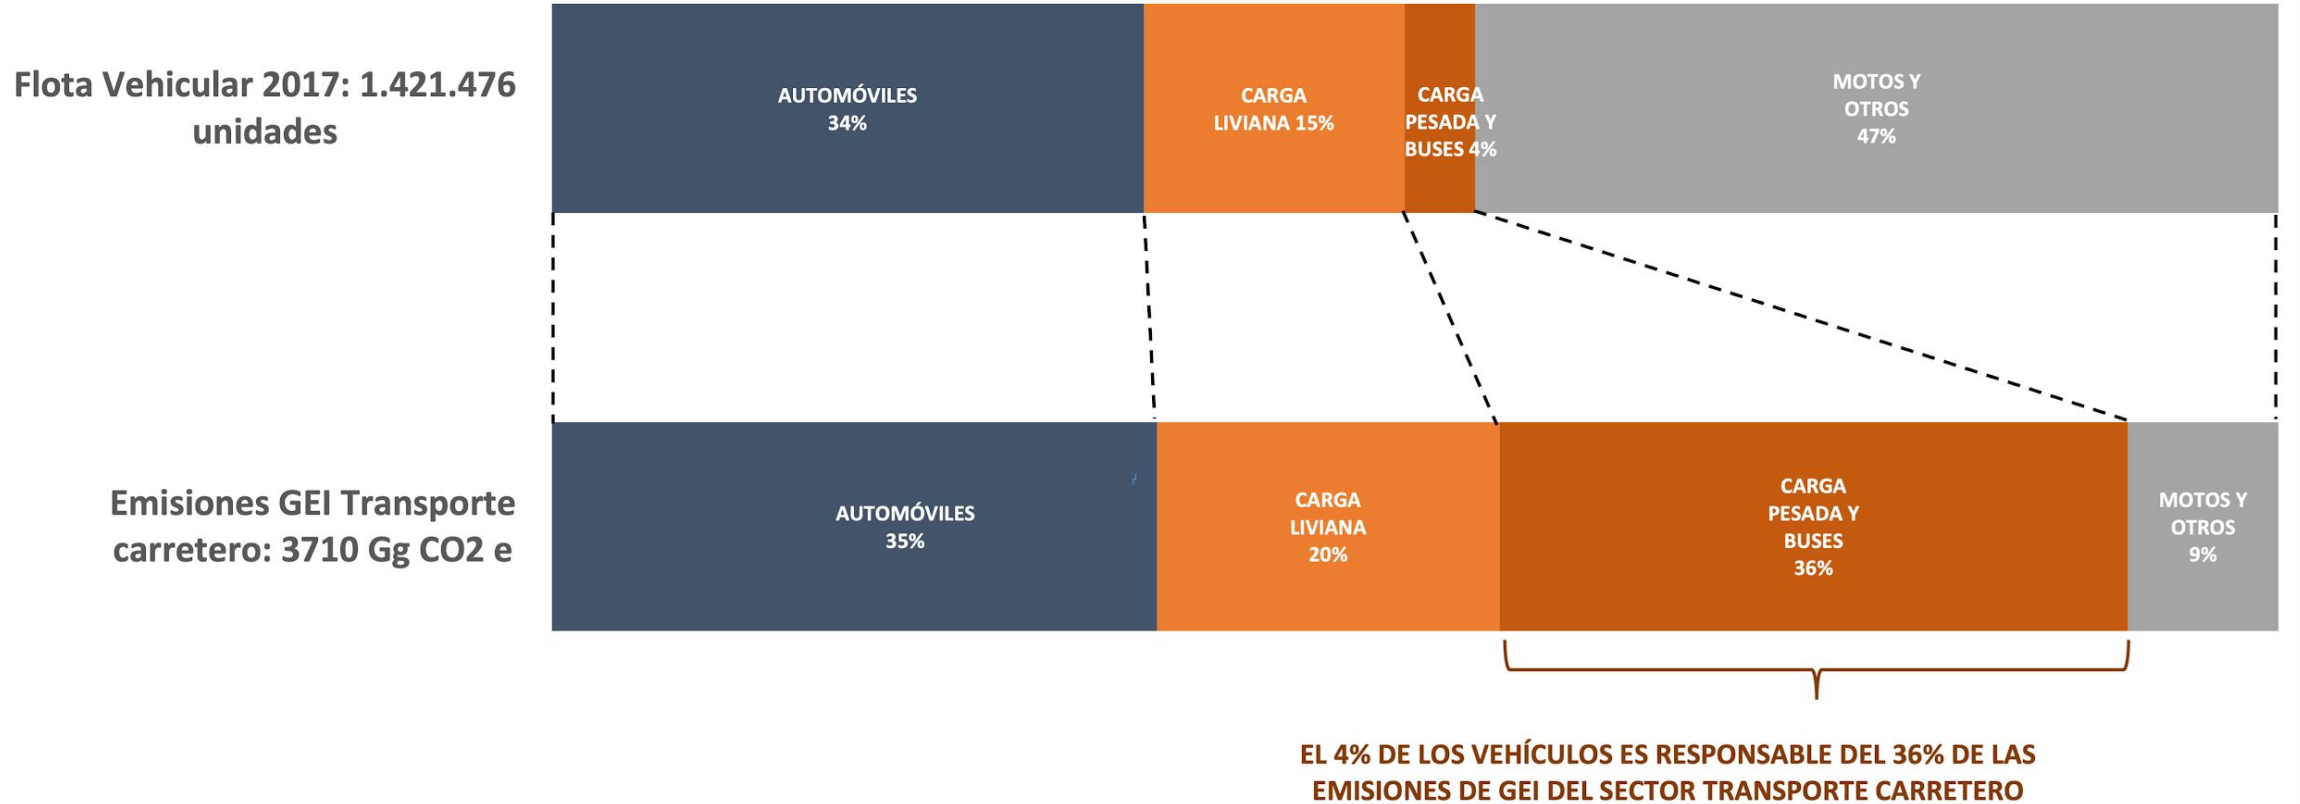 Flota Vehicular 2017: 1.421.476
unidades
AUTOMÓVILES
34%
CARGA
LIVIANA 15%
CARGA
PESADA Y
BUSES 4%
MOTOS Y
OTROS
47%
Emisiones GEI Transporte
carretero: 3710 Gg CO2 e
AUTOMÓVILES
35%
CARGA
LIVIANA
20%
CARGA
PESADA Y
BUSES
36%
MOTOS Y
OTROS
9%
EL 4% DE LOS VEHÍCULOS ES RESPONSABLE DEL 36% DE LAS
EMISIONES DE GEI DEL SECTOR TRANSPORTE CARRETERO